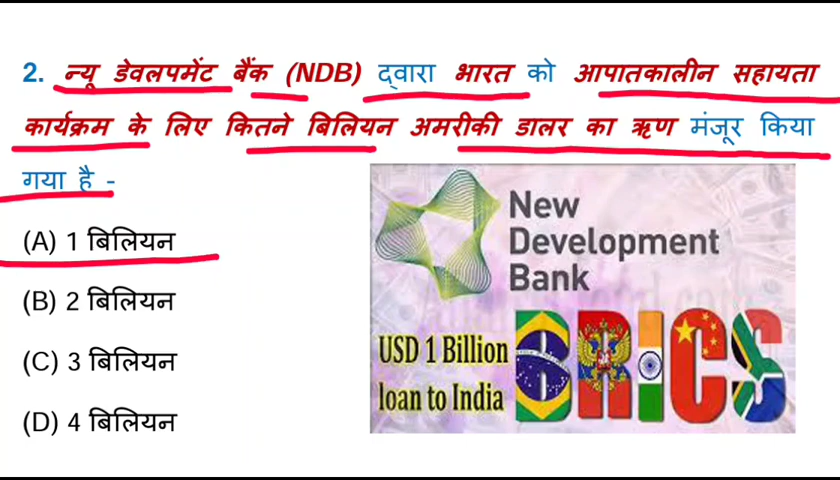 2. न्यू डेवलपमेंट बैंक (NDB) द्वारा भारत को आपातकालीन सहायता
कार्यक्रम के लिए कितने बिलियन अमरीकी डालर का ऋण मंजूर किया
गया है -
(A) 1 बिलियन
(B) 2 बिलियन
(C) 3 बिलियन
(D) 4 बिलियन
New
Development
Bank
USD 1 Billion
loan to India
BRICS